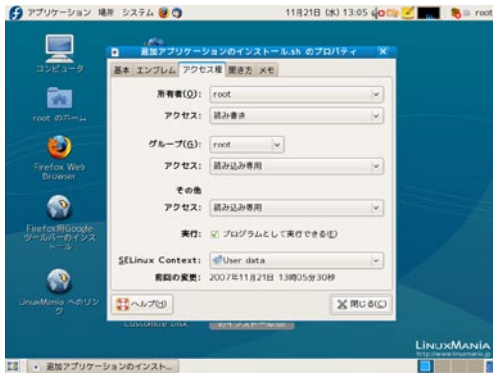 アプリケーション 場所 システム
11月21日 (水) 13:05
root
コンピュータ
root のホーム
Firefox Web
Browser
Firefox用Google
ツールバーのインス
トール
LinuxMania へのリン
ク
追加アプリケーションのインストール.sh のプロパティ
基本 エンブレム アクセス権 開き方 メモ
所有者(O): root
アクセス: 読み書き
グループ(G): root
アクセス: 読み込み専用
その他
アクセス: 読み込み専用
実行: プログラムとして実行できる(E)
SELinux Context: User data
前回の変更: 2007年11月21日 13時05分30秒
ヘルプ(H)
閉じる(C)
Customize Disk
のインストール.sh
LinuxMania
http://www.linuxmania.jp
追加アプリケーションのインスト...